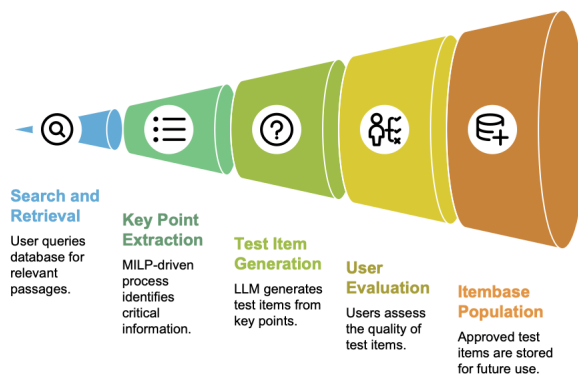 Search and
Retrieval
User queries
database for
relevant
passages.
Key Point
Extraction
MILP-driven
process
identifies
critical
information.
Test Item
Generation
LLM generates
test items from
key points.
User
Evaluation
Users assess
the quality of
test items.
Itembase
Population
Approved test
items are stored
for future use.